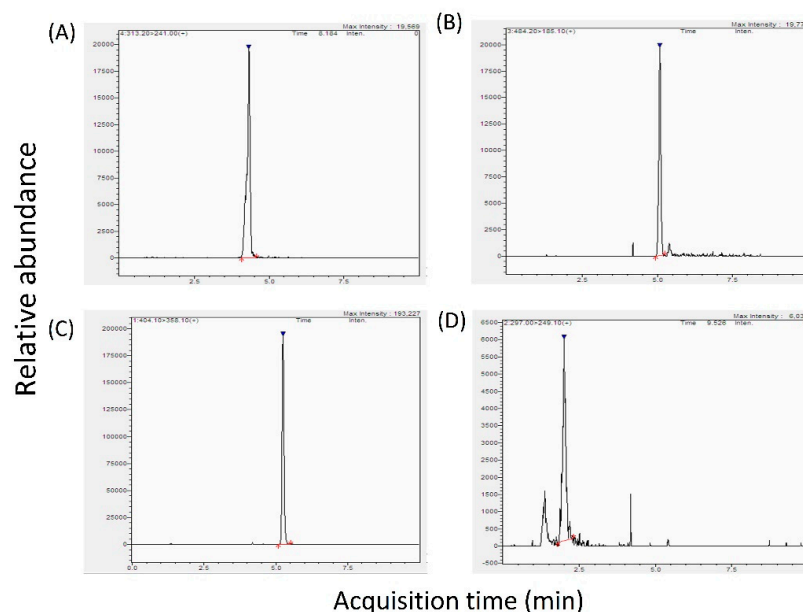 (A)
Max Intensity : 19,569
4:313.20>241.00(+) Time 8.184 Inten. 0
20000
17500
15000
12500
10000
7500
5000
2500
0
2.5 5.0 7.5
(B)
Max Intensity : 19,77
3:484.20>185.10(+) Time Inten.
20000
17500
15000
12500
10000
7500
5000
2500
0
2.5 5.0 7.5
Relative abundance
(C)
Max Intensity : 193,227
1:404.10>358.10(+) Time Inten.
200000
175000
150000
125000
100000
75000
50000
25000
0
0.0 2.5 5.0 7.5
(D)
Max Intensity : 6,03
2:297.00>249.10(+) Time 9.528 Inten.
6500
6000
5500
5000
4500
4000
3500
3000
2500
2000
1500
1000
500
0
-500
2.5 5.0 7.5
Acquisition time (min)